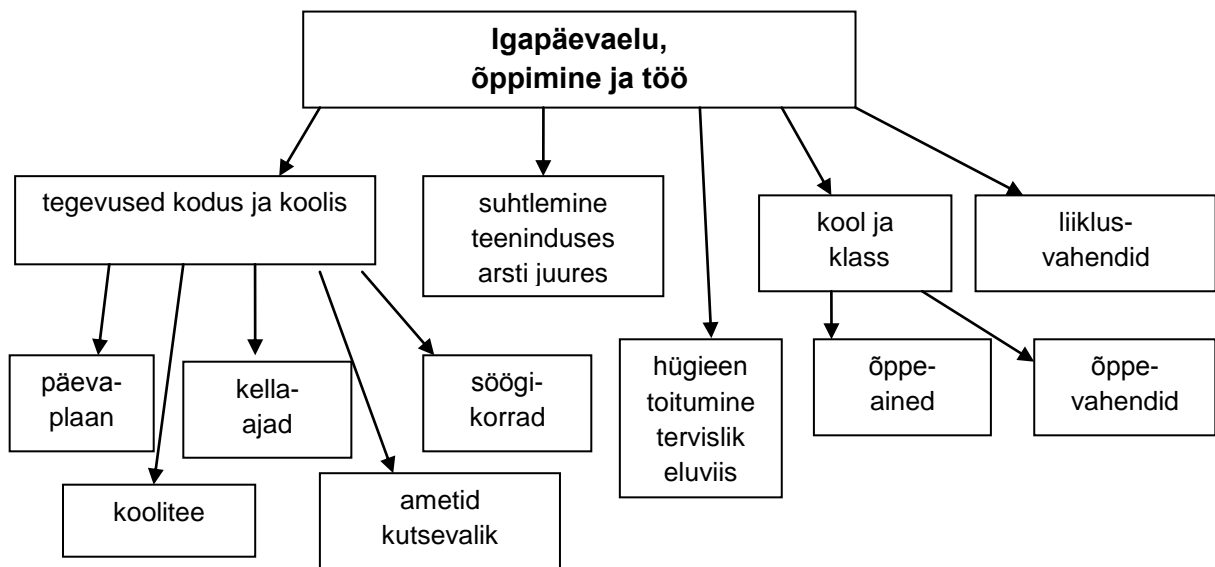 Igapäevaelu,
õppimine ja töö
tegevused kodus ja koolis
suhtlemine
teeninduses
arsti juures
kool ja
klass
liiklus-
vahendid
päeva-
plaan
kella-
ajad
söögi-
korrad
hügieen
toitumine
tervislik
eluviis
õppe-
ained
õppe-
vahendid
koolitee
ametid
kutsevalik